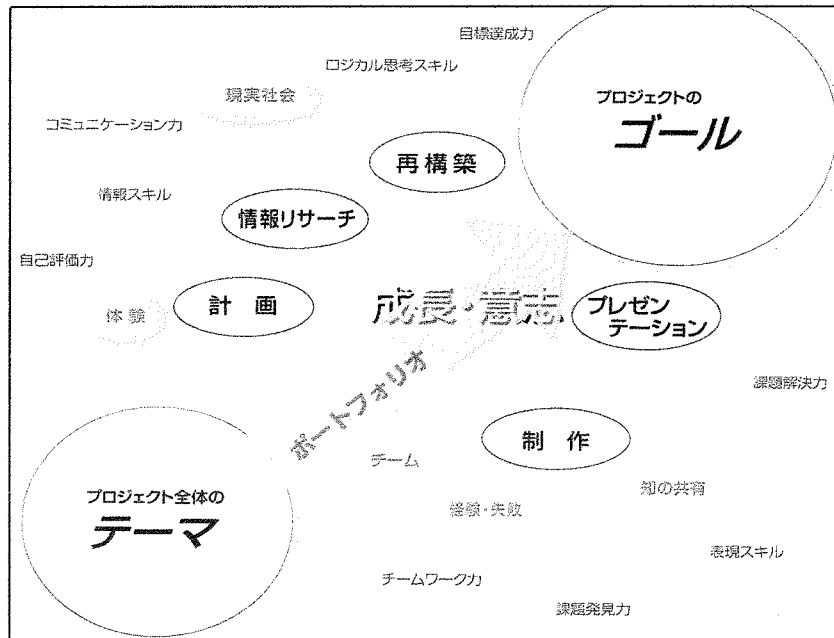 目標達成力
ロジカル思考スキル
現実社会
プロジェクトの
ゴール
コミュニケーション力
再構築
情報スキル
情報リサーチ
自己評価力
体験
計画
成長・意志
プレゼン
テーション
ポートフォリオ
課題解決力
チーム
制作
プロジェクト全体の
テーマ
知の共有
経験・失敗
表現スキル
チームワーク力
課題発見力